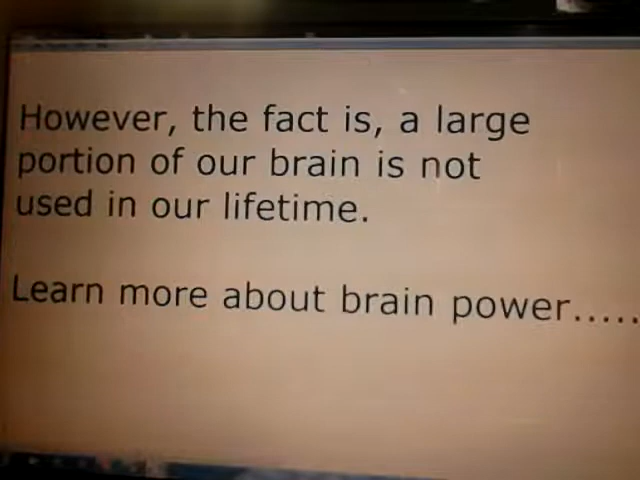 However, the fact is, a large
portion of our brain is not
used in our lifetime.
Learn more about brain power.....